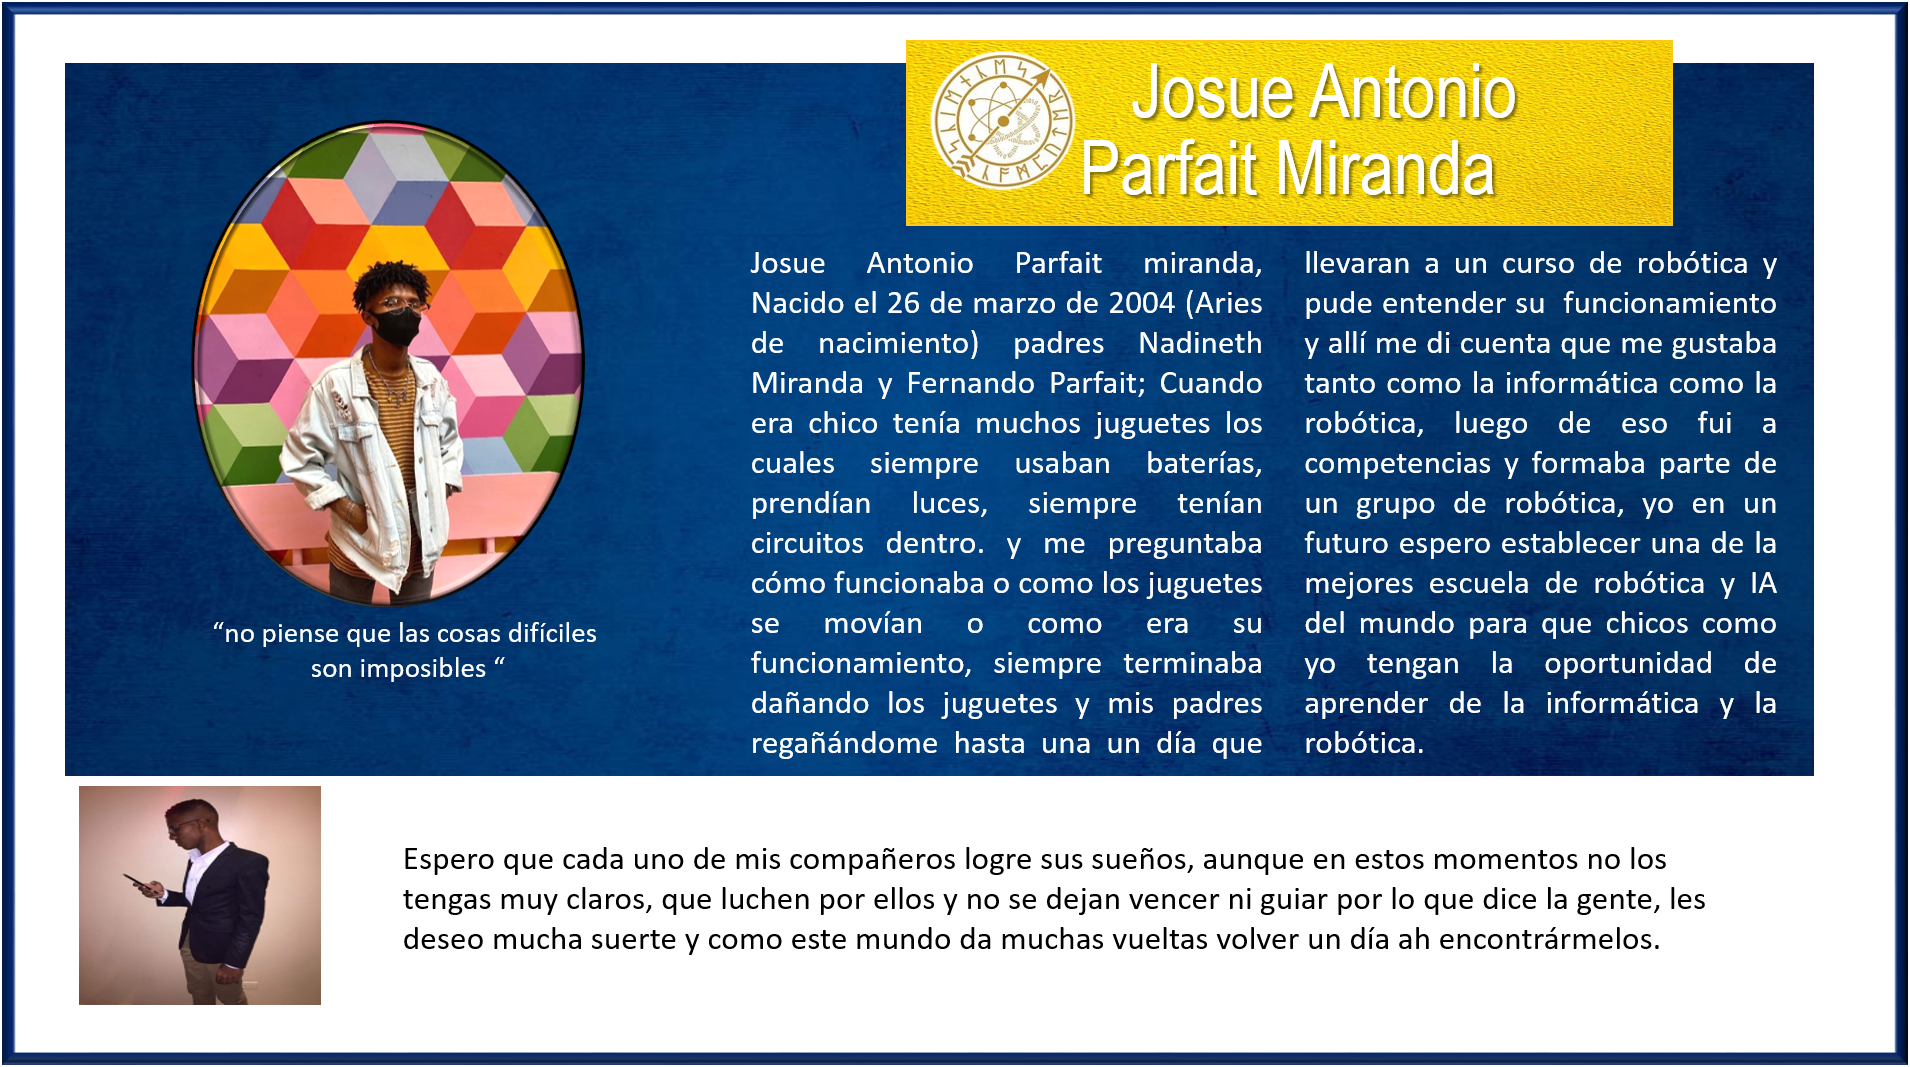 Josue Antonio
Parfait Miranda
Josue Antonio Parfait miranda,
Nacido el 26 de marzo de 2004 (Aries
de nacimiento) padres Nadineth
Miranda y Fernando Parfait; Cuando
era chico tenía muchos juguetes los
cuales siempre usaban baterías,
prendían luces, siempre tenían
circuitos dentro. y me preguntaba
cómo funcionaba o como los juguetes
se movían o como era su
funcionamiento, siempre terminaba
dañando los juguetes y mis padres
regañándome hasta una un día que
llevaran a un curso de robótica y
pude entender su funcionamiento
y allí me di cuenta que me gustaba
tanto como la informática como la
robótica, luego de eso fui a
competencias y formaba parte de
un grupo de robótica, yo en un
futuro espero establecer una de la
mejores escuela de robótica y IA
del mundo para que chicos como
yo tengan la oportunidad de
aprender de la informática y la
robótica.
“no piense que las cosas difíciles
son imposibles “
Espero que cada uno de mis compañeros logre sus sueños, aunque en estos momentos no los
tengas muy claros, que luchen por ellos y no se dejan vencer ni guiar por lo que dice la gente, les
deseo mucha suerte y como este mundo da muchas vueltas volver un día ah encontrármelos.